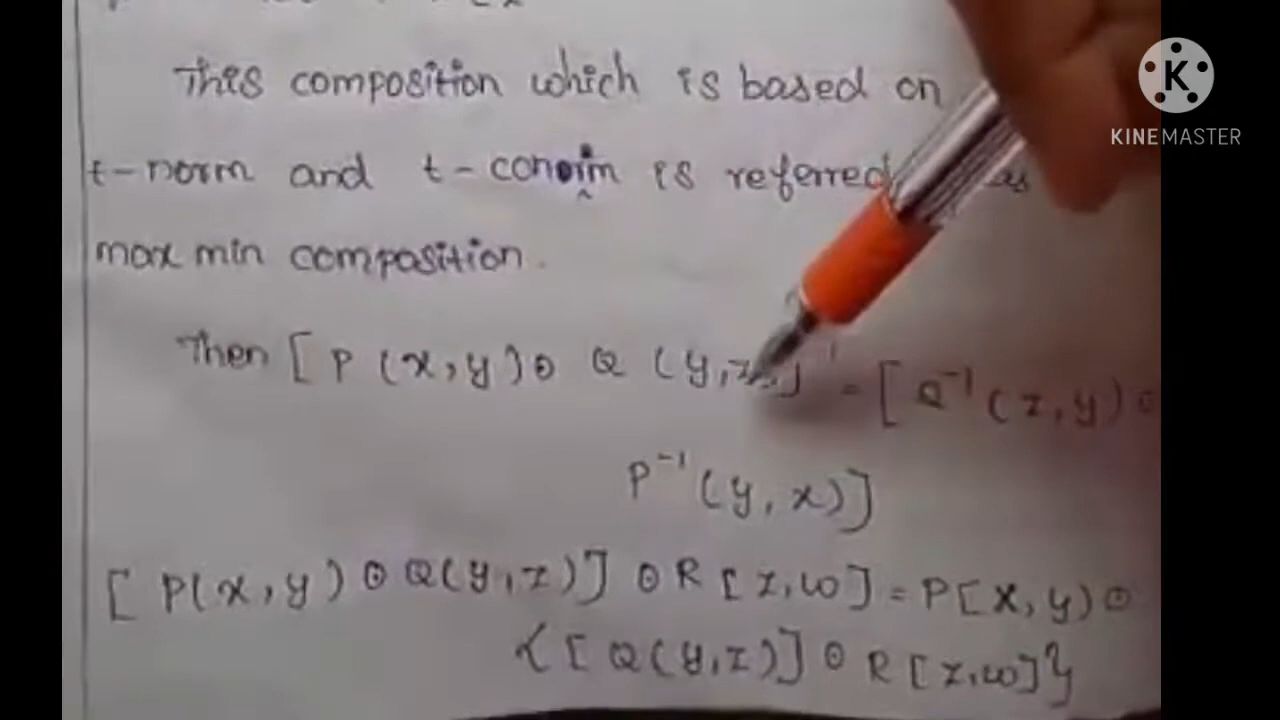 This composition which is based on
t-norm and t-conorm is referred as
max min composition.
Then [ P (x, y) ⊙ Q (y, z)]⁻¹ = [ Q⁻¹ (z, y) ⊙
P⁻¹ (y, x)]
[ P(x, y) ⊙ Q(y, z)] ⊙ R [z, w] = P[x, y) ⊙
{[ Q(y, z)] ⊙ R [z, w]}
K
KINEMASTER